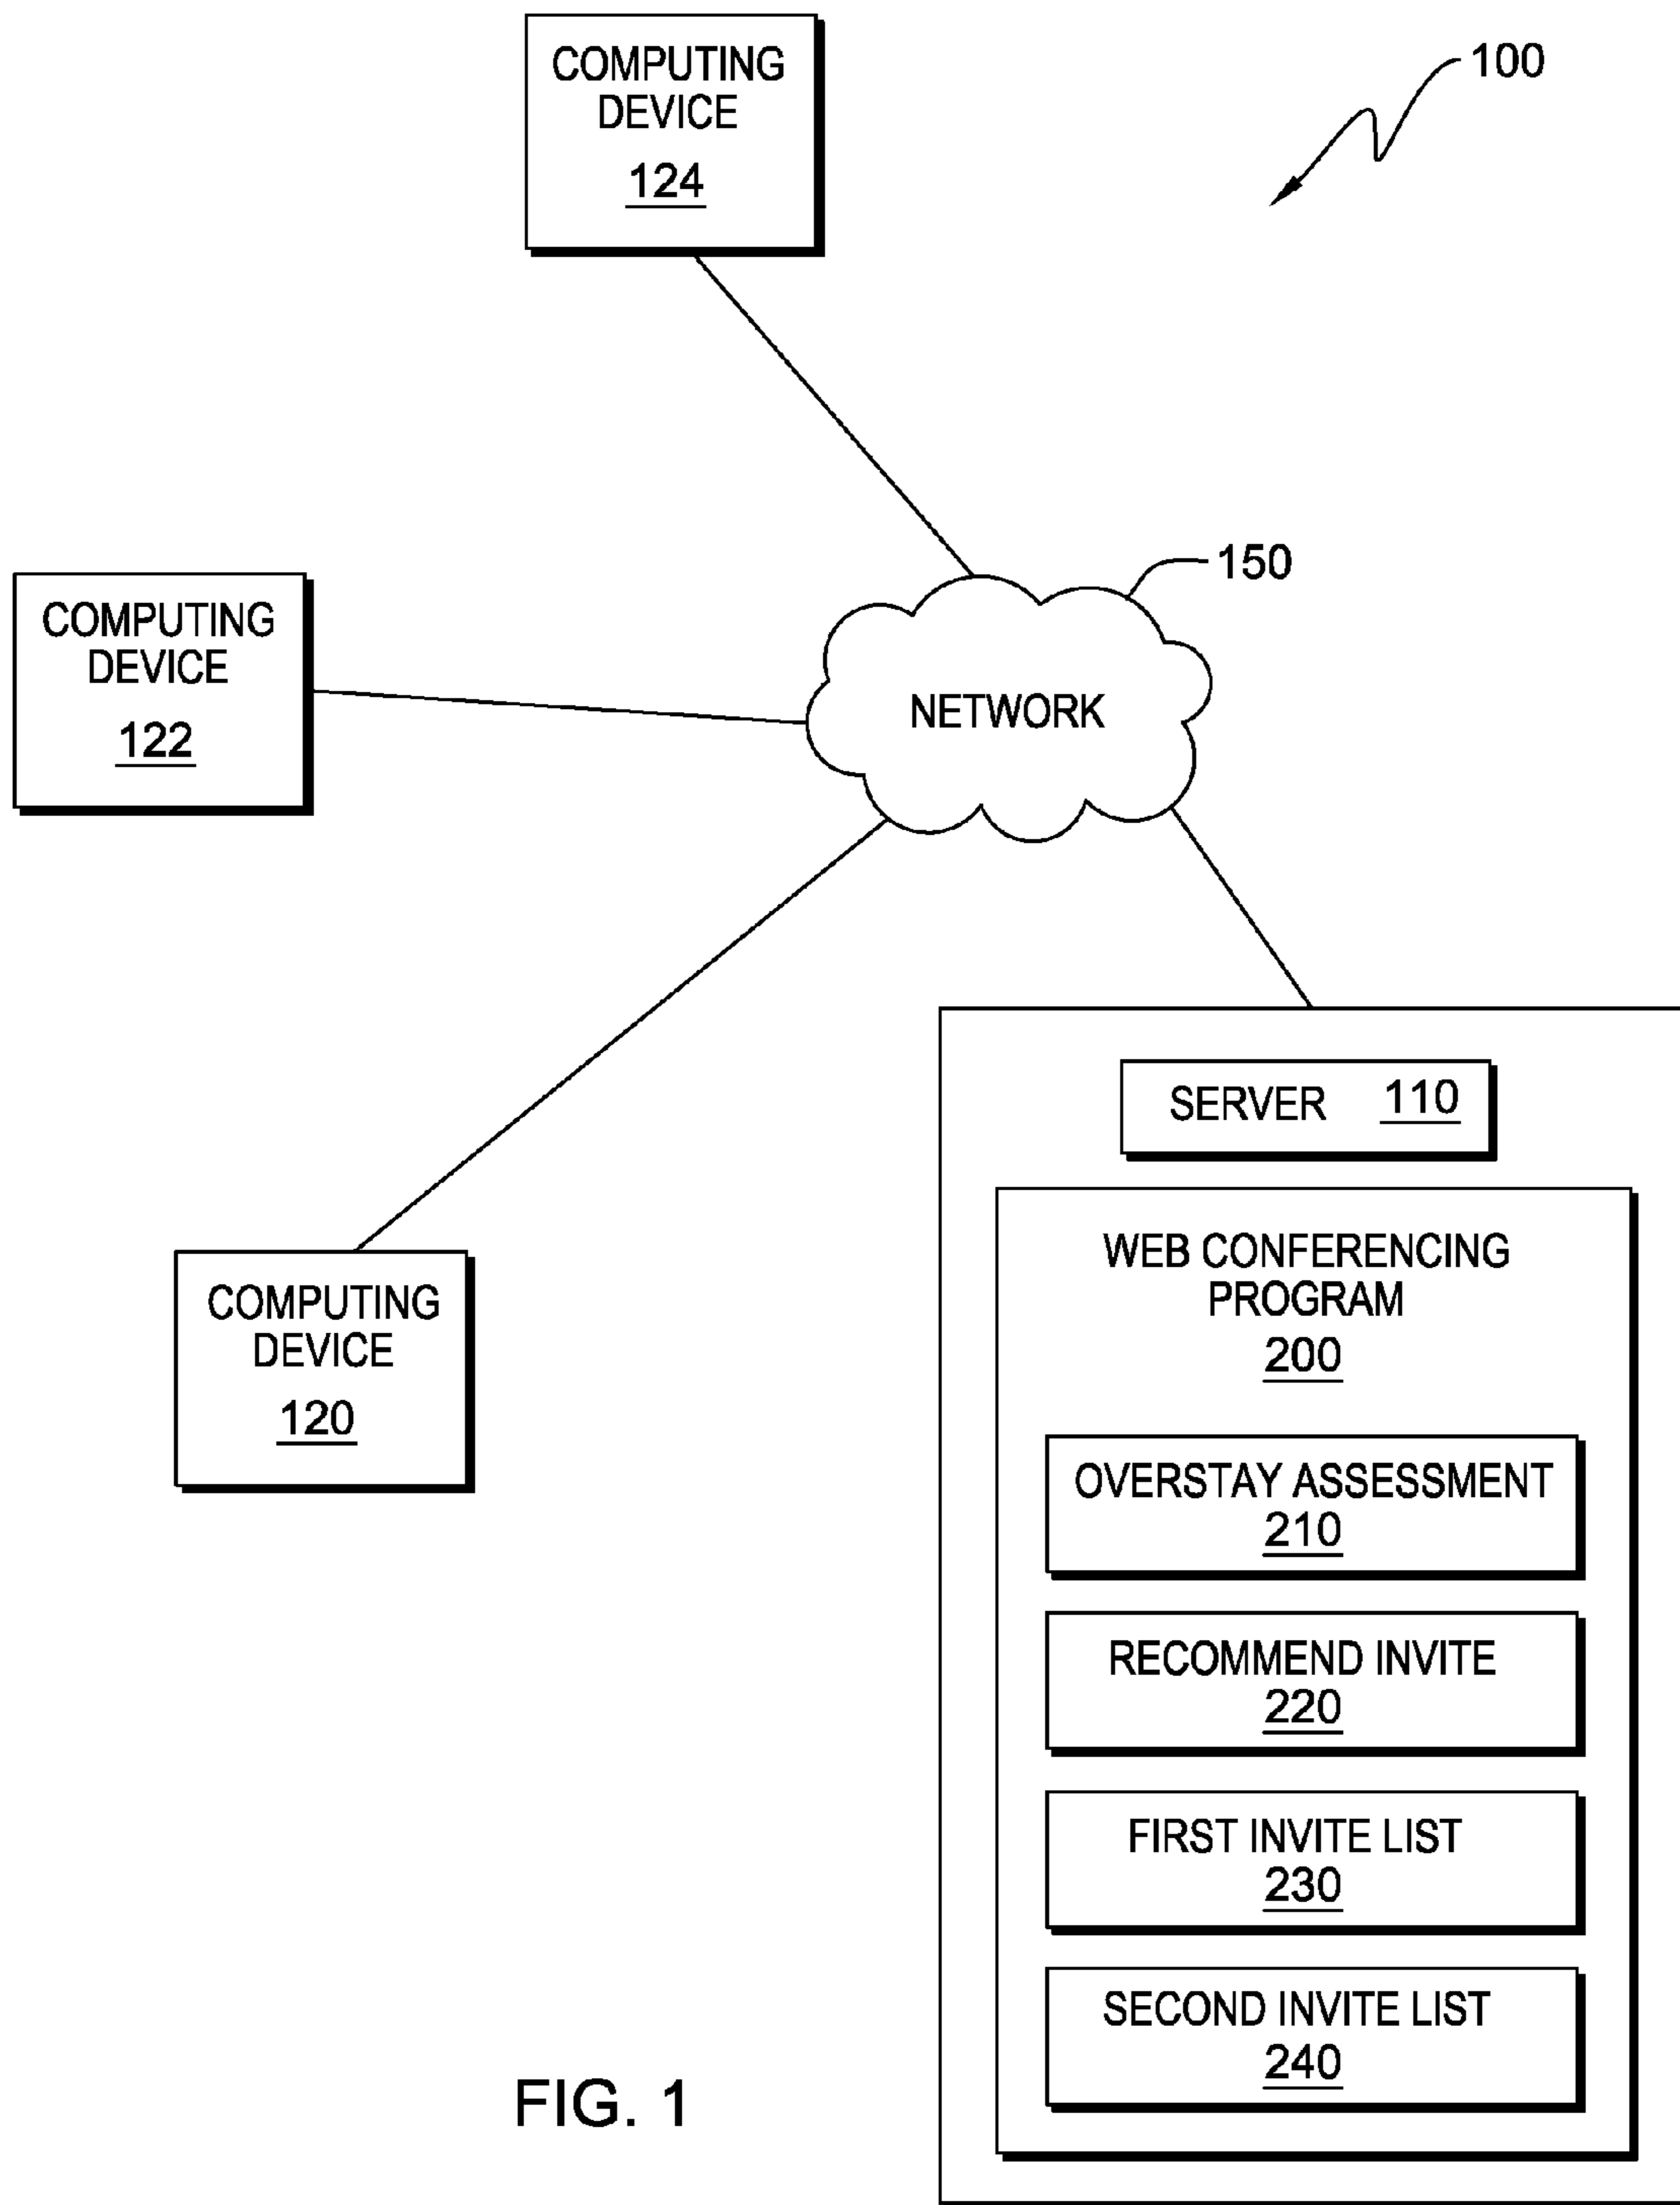 COMPUTING
DEVICE
124
100
150
COMPUTING
DEVICE
122
NETWORK
SERVER 110
WEB CONFERENCING
PROGRAM
200
COMPUTING
DEVICE
120
OVERSTAY ASSESSMENT
210
RECOMMEND INVITE
220
FIRST INVITE LIST
230
SECOND INVITE LIST
240
FIG. 1